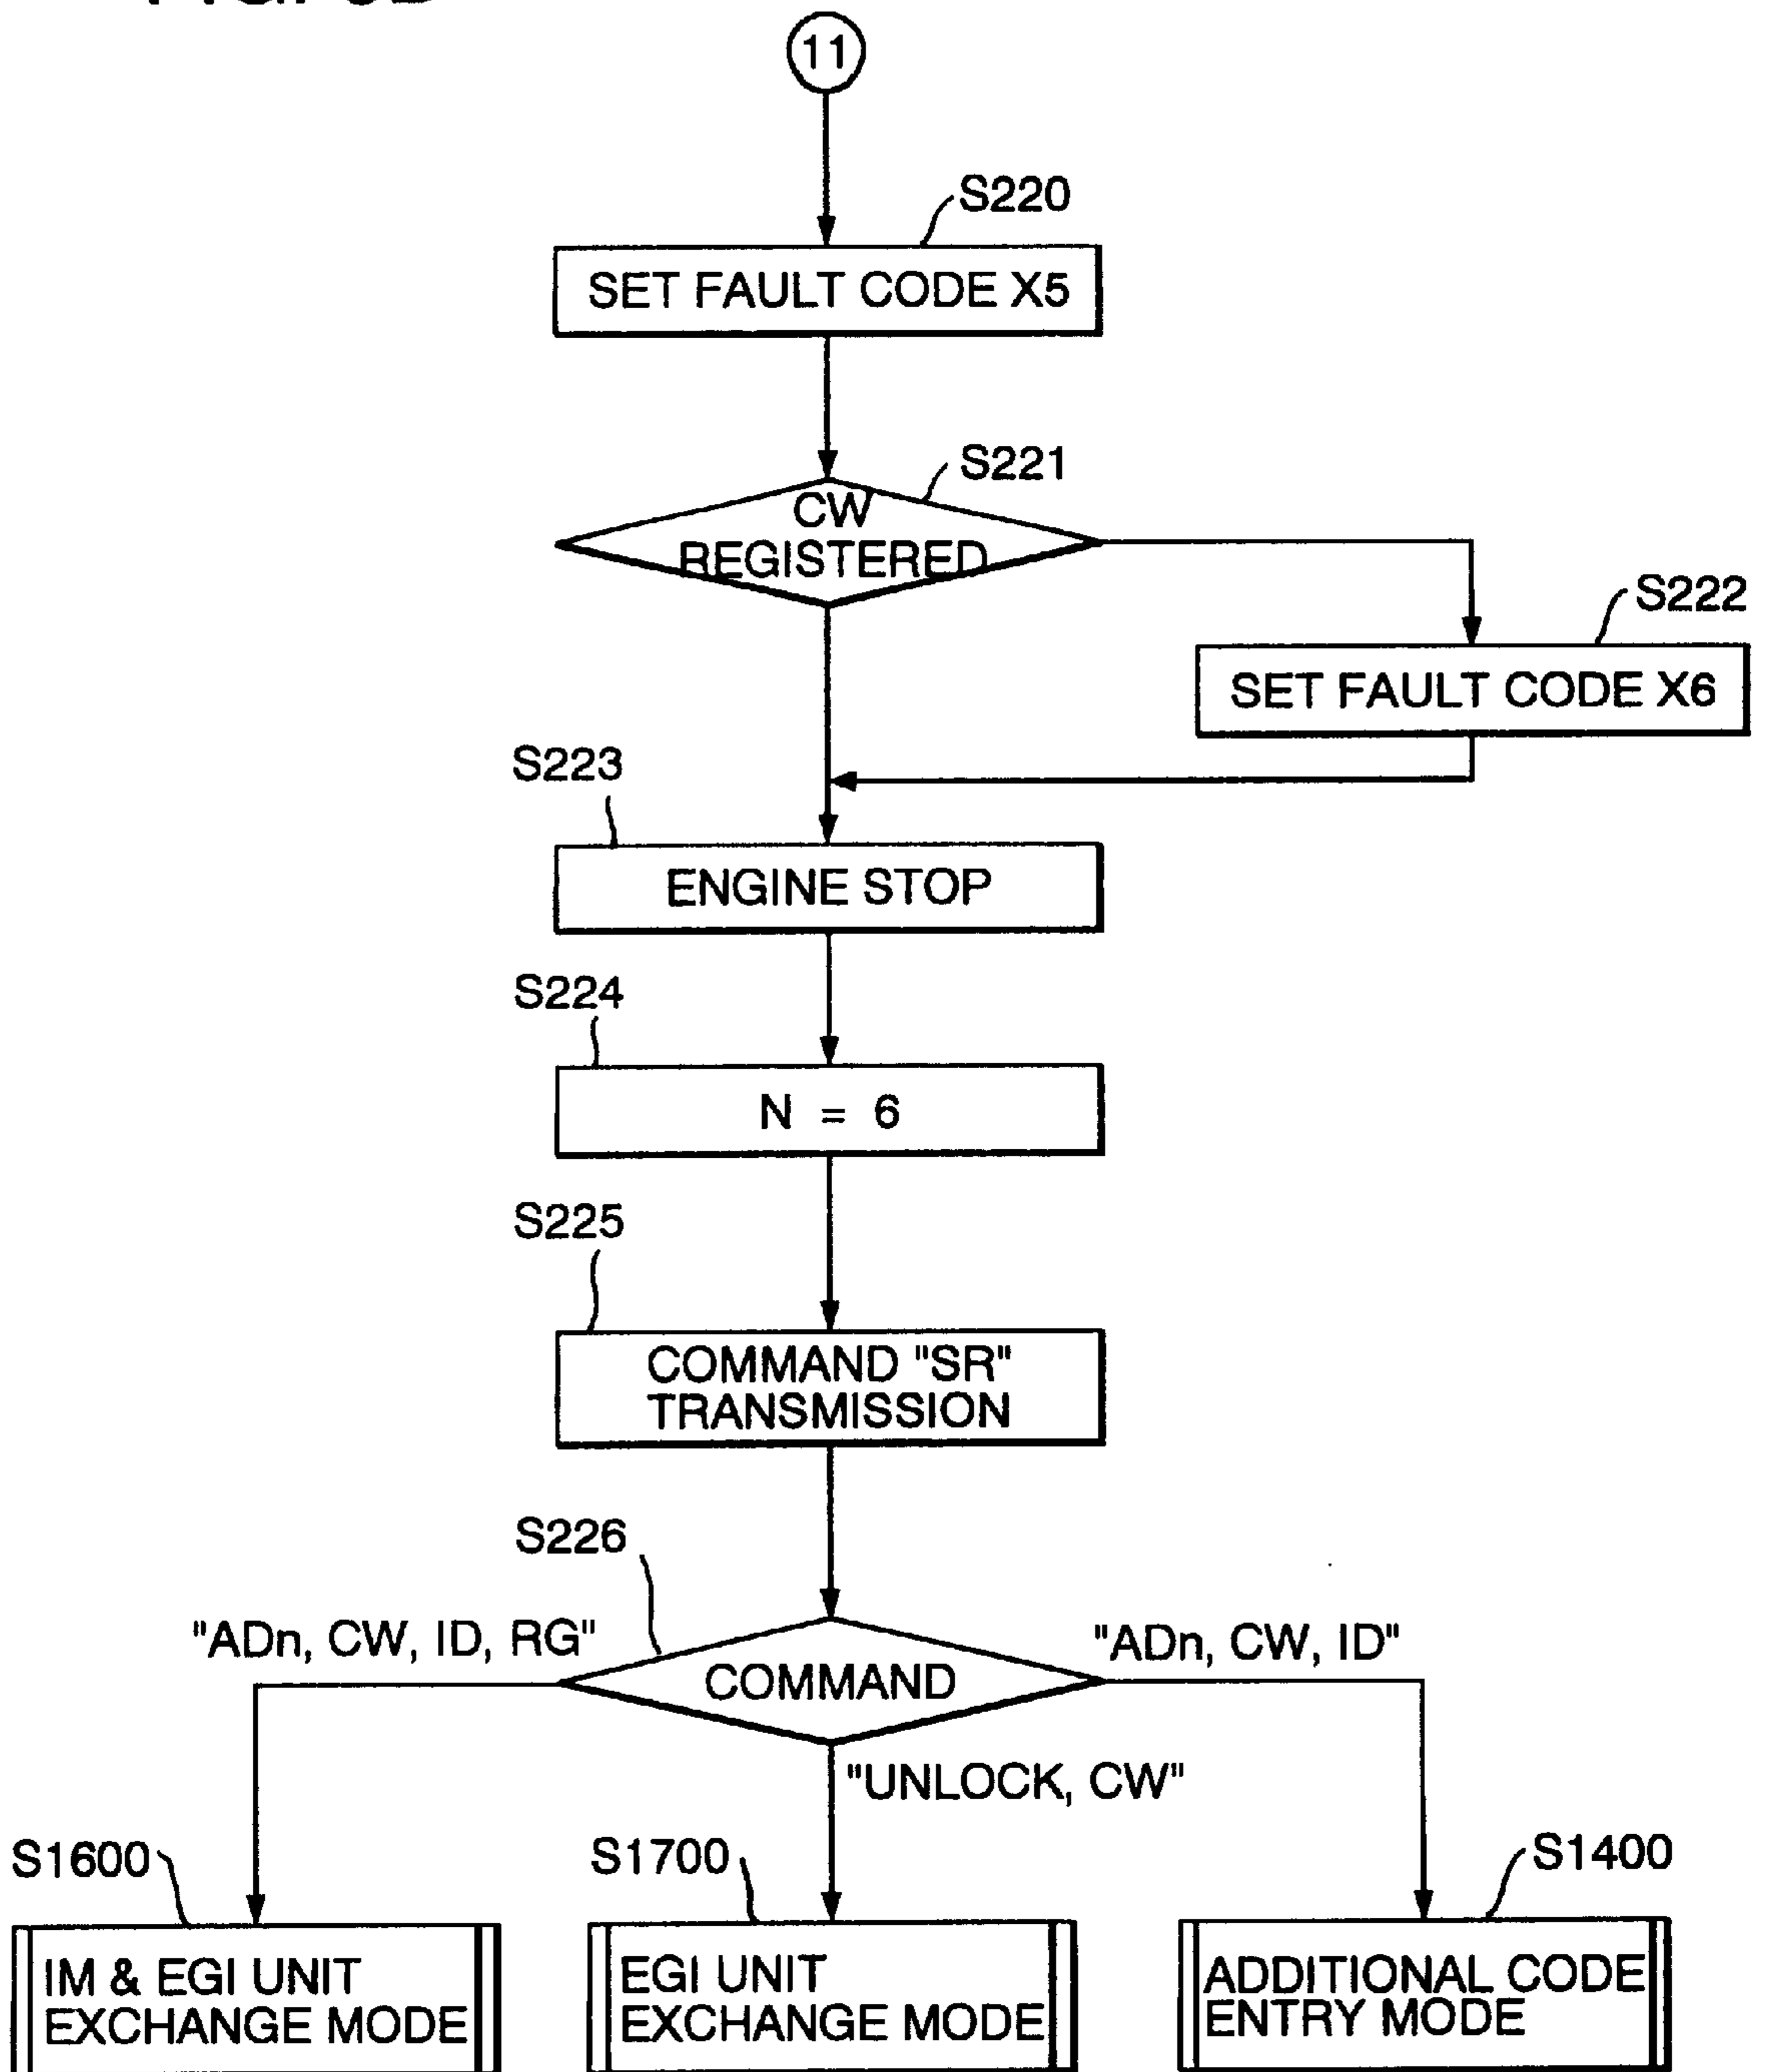 11
S220
SET FAULT CODE X5
S221
CW
REGISTERED
S222
SET FAULT CODE X6
S223
ENGINE STOP
S224
N = 6
S225
COMMAND "SR"
TRANSMISSION
S226
"ADn, CW, ID, RG"
COMMAND
"ADn, CW, ID"
"UNLOCK, CW"
S1600
S1700
S1400
IM & EGI UNIT
EXCHANGE MODE
EGI UNIT
EXCHANGE MODE
ADDITIONAL CODE
ENTRY MODE